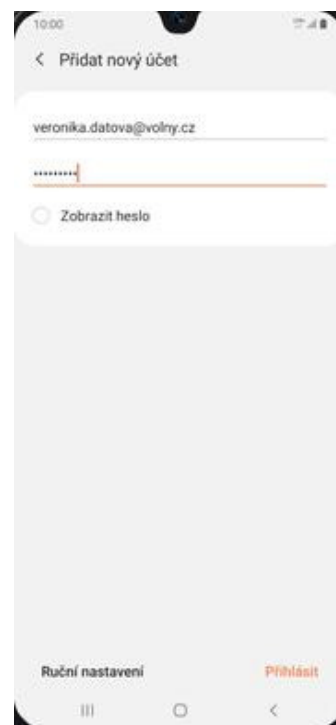 10:00
Přidat nový účet
veronika.datova@volny.cz
•••••••••
Zobrazit heslo
Ruční nastavení
Přihlásit